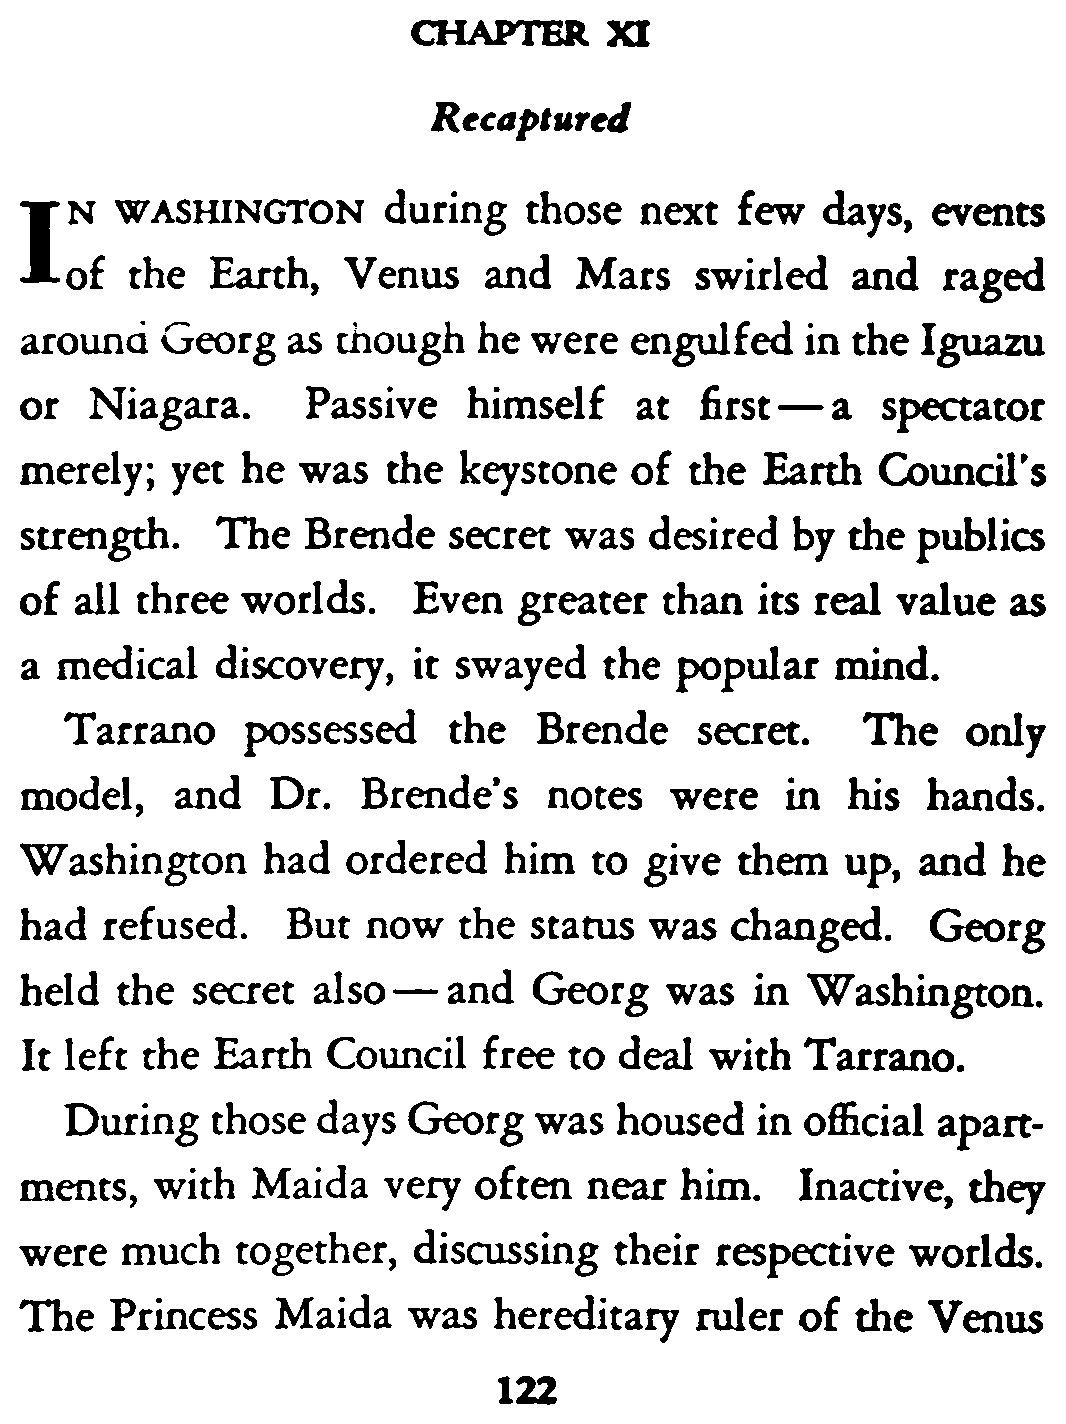 CHAPTER XI
Recaptured
IN WASHINGTON during those next few days, events
of the Earth, Venus and Mars swirled and raged
around Georg as though he were engulfed in the Iguazu
or Niagara. Passive himself at first—a spectator
merely; yet he was the keystone of the Earth Council's
strength. The Brende secret was desired by the publics
of all three worlds. Even greater than its real value as
a medical discovery, it swayed the popular mind.
Tarrano possessed the Brende secret. The only
model, and Dr. Brende's notes were in his hands.
Washington had ordered him to give them up, and he
had refused. But now the status was changed. Georg
held the secret also—and Georg was in Washington.
It left the Earth Council free to deal with Tarrano.
During those days Georg was housed in official apart-
ments, with Maida very often near him. Inactive, they
were much together, discussing their respective worlds.
The Princess Maida was hereditary ruler of the Venus
122